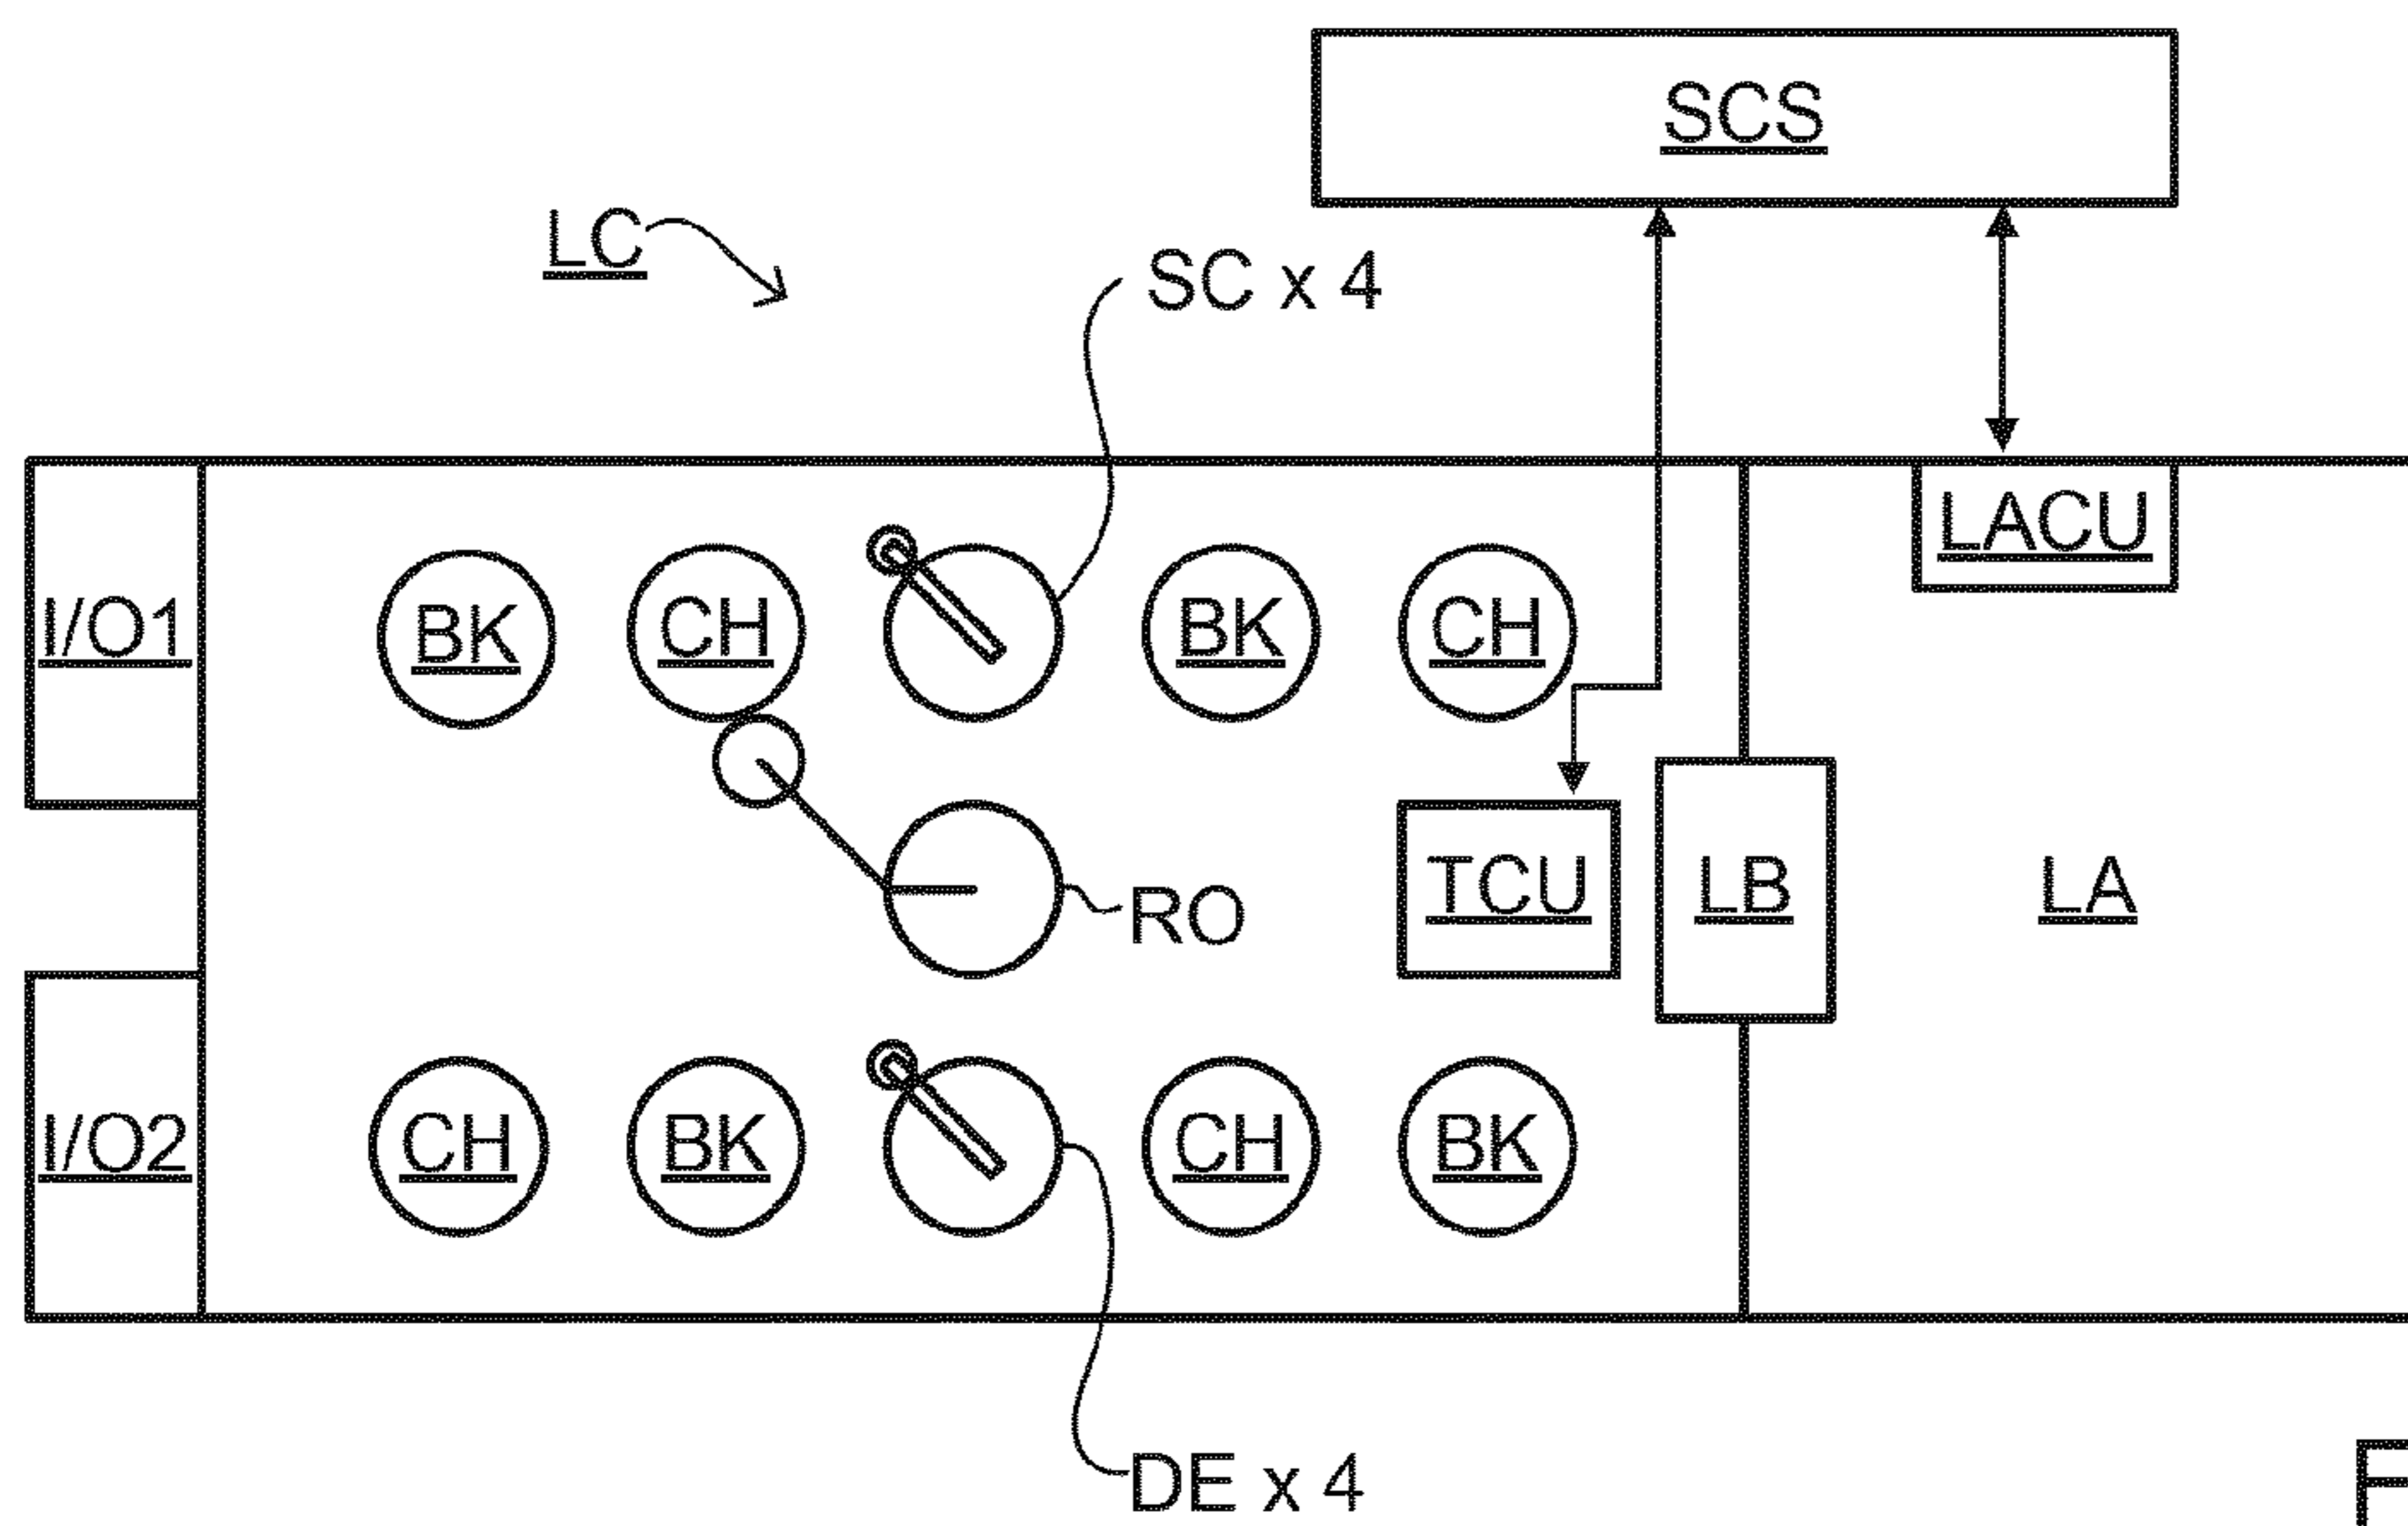 SCS
LC
SC x 4
LACU
I/O1
BK
CH
BK
CH
TCU
LB
LA
RO
I/O2
CH
BK
CH
BK
DE x 4
F